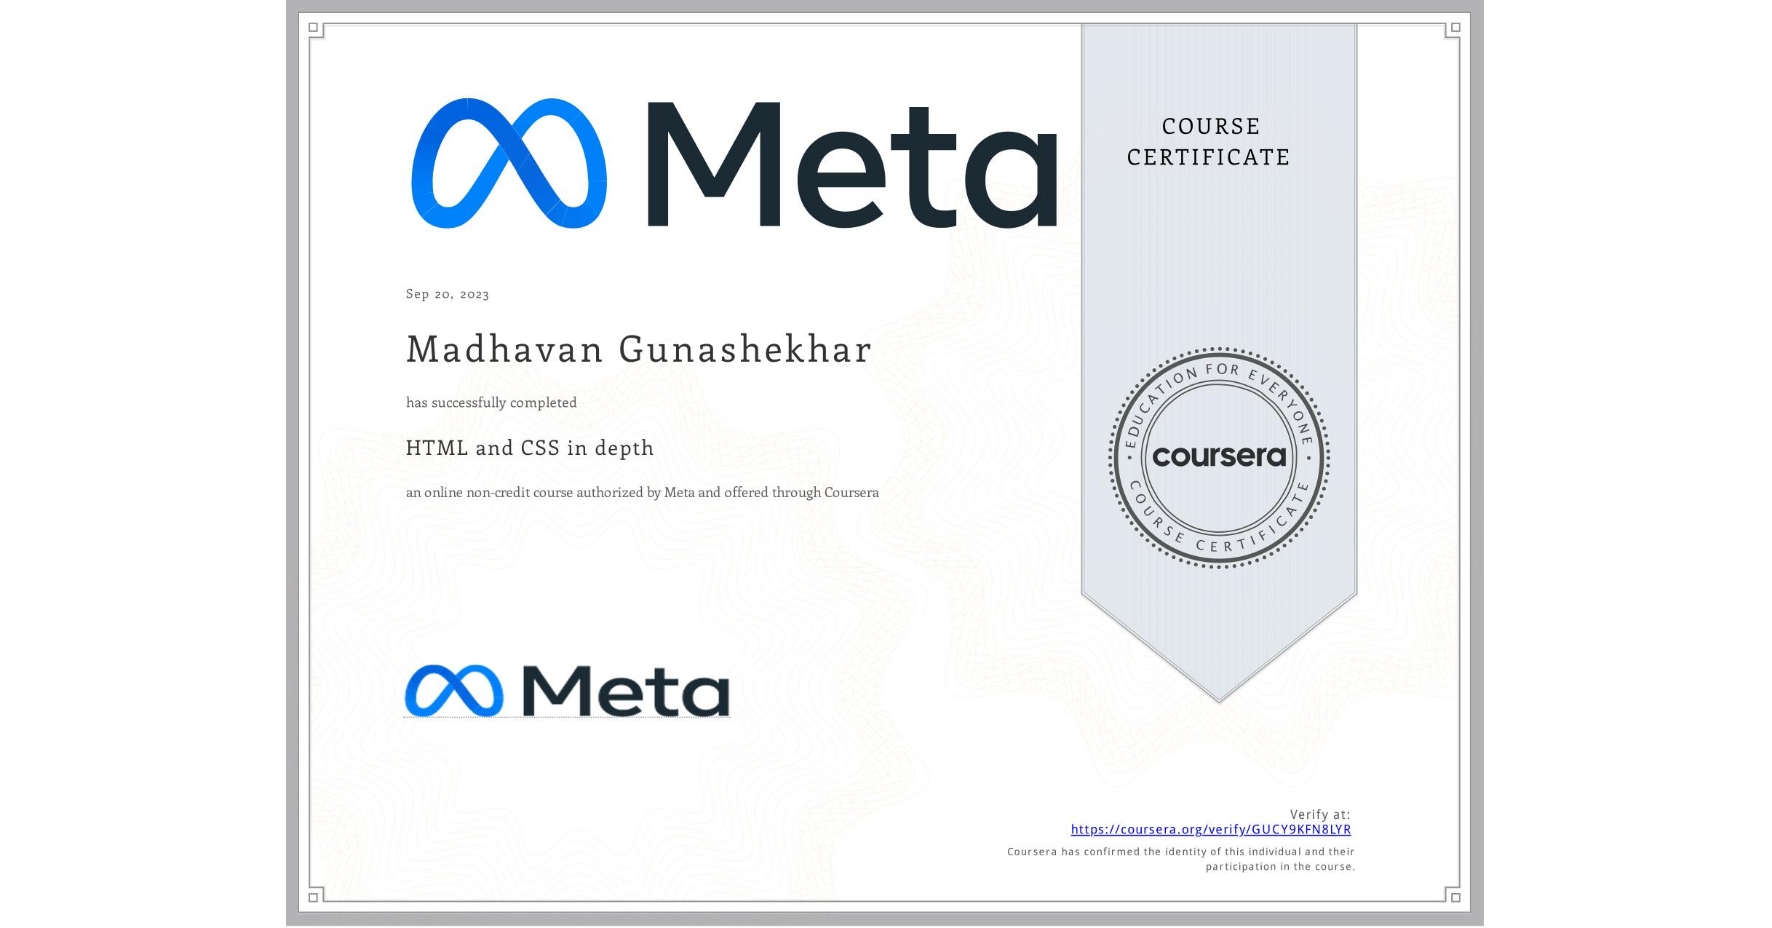 Meta
COURSE
CERTIFICATE
Sep 20, 2023
Madhavan Gunashekhar
has successfully completed
HTML and CSS in depth
an online non-credit course authorized by Meta and offered through Coursera
EDUCATION FOR EVERYONE
coursera
COURSE CERTIFICATE
Meta
Verify at:
https://coursera.org/verify/GUCY9KFN8LYR
Coursera has confirmed the identity of this individual and their
participation in the course.